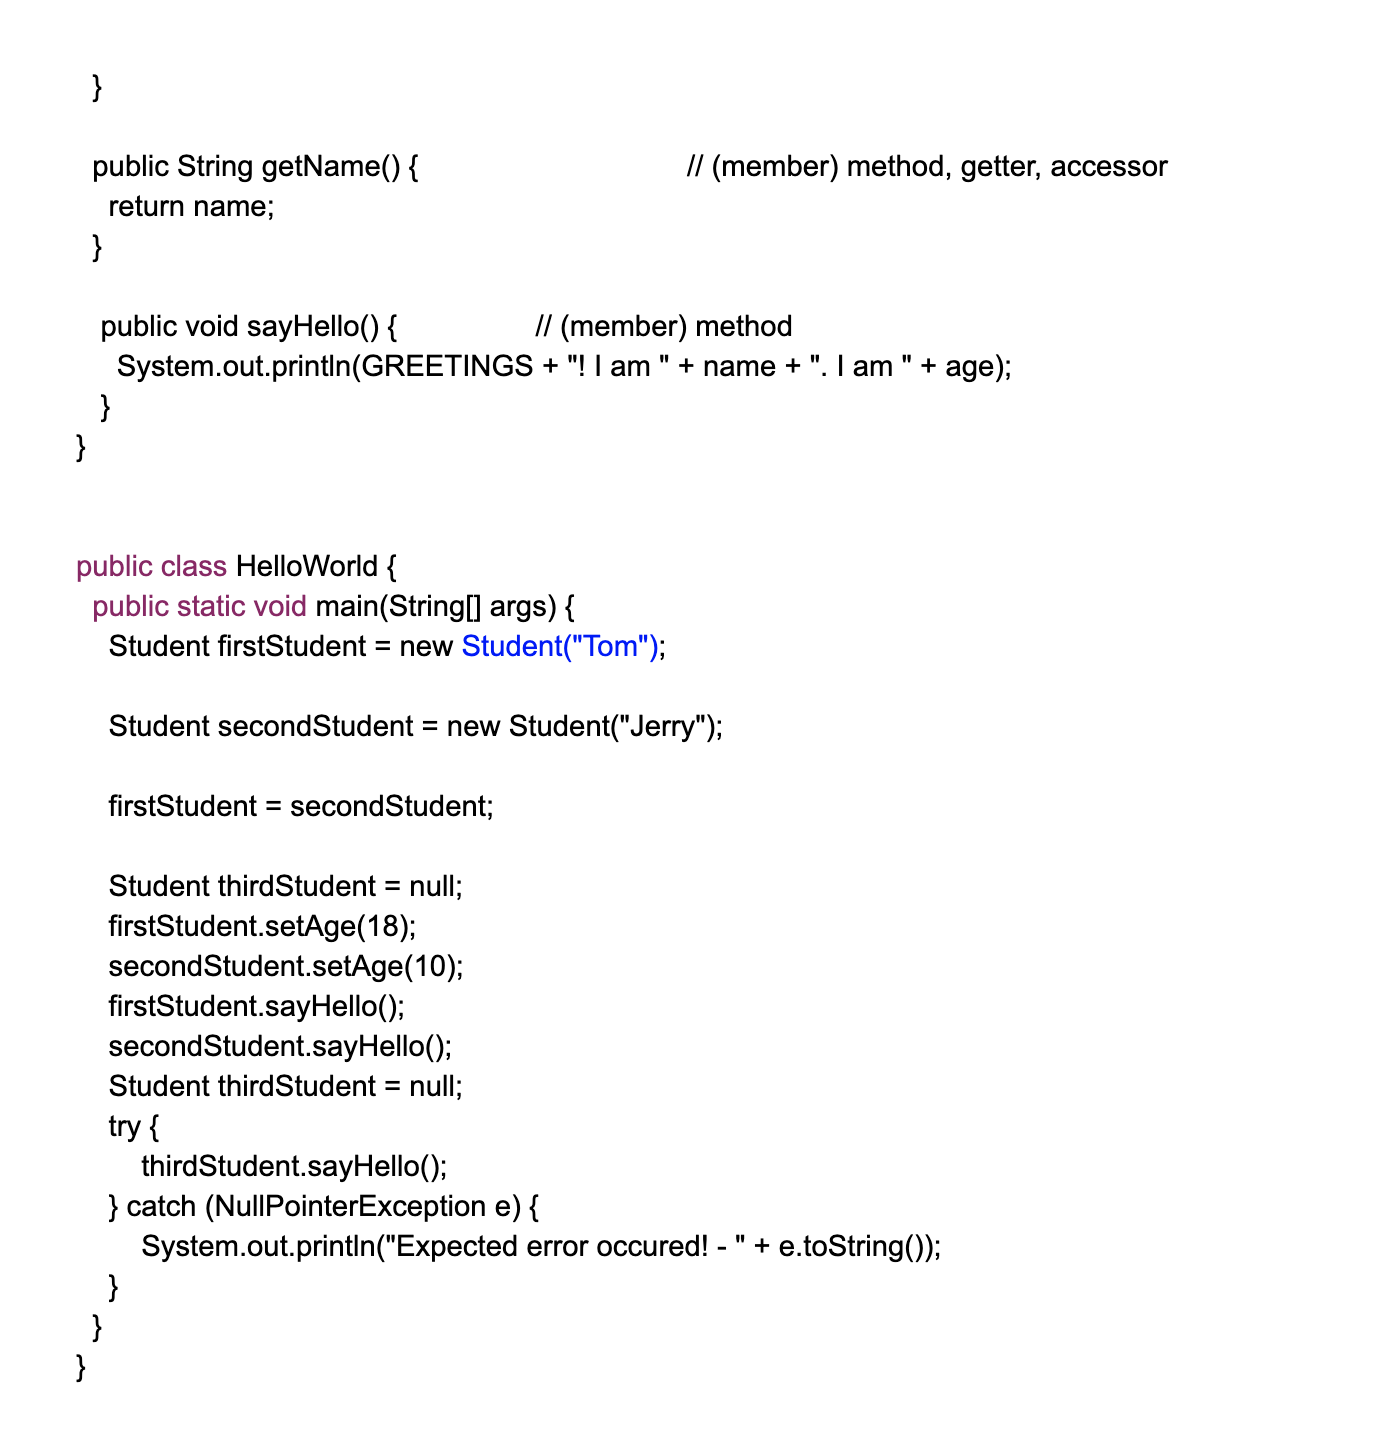 }
public String getName() { // (member) method, getter, accessor
return name;
}
public void sayHello() { // (member) method
System.out.println(GREETINGS + "! I am " + name + ". I am " + age);
}
}
public class HelloWorld {
public static void main(String[] args) {
Student firstStudent = new Student("Tom");
Student secondStudent = new Student("Jerry");
firstStudent = secondStudent;
Student thirdStudent = null;
firstStudent.setAge(18);
secondStudent.setAge(10);
firstStudent.sayHello();
secondStudent.sayHello();
Student thirdStudent = null;
try {
thirdStudent.sayHello();
} catch (NullPointerException e) {
System.out.println("Expected error occured! - " + e.toString());
}
}
}